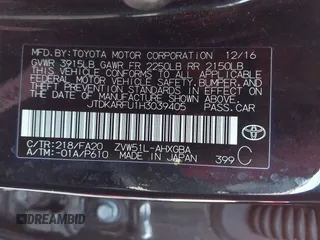 MFD.BY:TOYOTA MOTOR CORPORATION 12/16
GVWR 3915LB GAWR FR 2250LB RR 2150LB
THIS VEHICLE CONFORMS TO ALL APPLICABLE
FEDERAL MOTOR VEHICLE SAFETY, BUMPER, AND
THEFT PREVENTION STANDARDS IN EFFECT ON
THE DATE OF MANUFACTURE SHOWN ABOVE.
JTDKARFU1H3039405 PASS.CAR
C/TR:218/FA20 ZVW51L-AHXGBA
A/TM:-01A/P610 MADE IN JAPAN 399 C
TOYOTA
DREAMBID